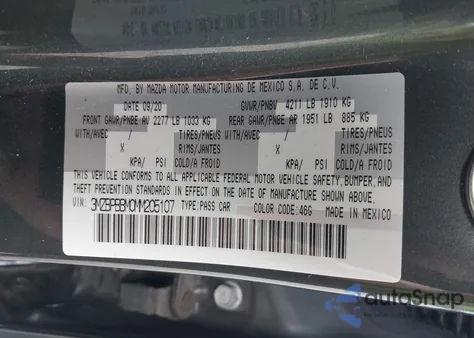 MFD. BY MAZDA MOTOR MANUFACTURING DE MEXICO S.A. DE C.V.
DATE 09/20 GVWR/PNBV 4211 LB 1910 KG
FRONT GAWR/PNBE AV 2277 LB 1033 KG REAR GAWR/PNBE AR 1951 LB 885 KG
WITH/AVEC / TIRES/PNEUS WITH/AVEC / TIRES/PNEUS
X RIMS/JANTES X RIMS/JANTES
KPA/ PSI COLD/A FROID KPA/ PSI COLD/A FROID
THIS VEHICLE CONFORMS TO ALL APPLICABLE FEDERAL MOTOR VEHICLE SAFETY, BUMPER, AND
THEFT PREVENTION STANDARDS IN EFFECT ON THE DATE OF MANUFACTURE SHOWN ABOVE.
VIN: 3MZBPBBM0MM205107 TYPE: PASS CAR COLOR CODE: 46G MADE IN MEXICO
autoSnap